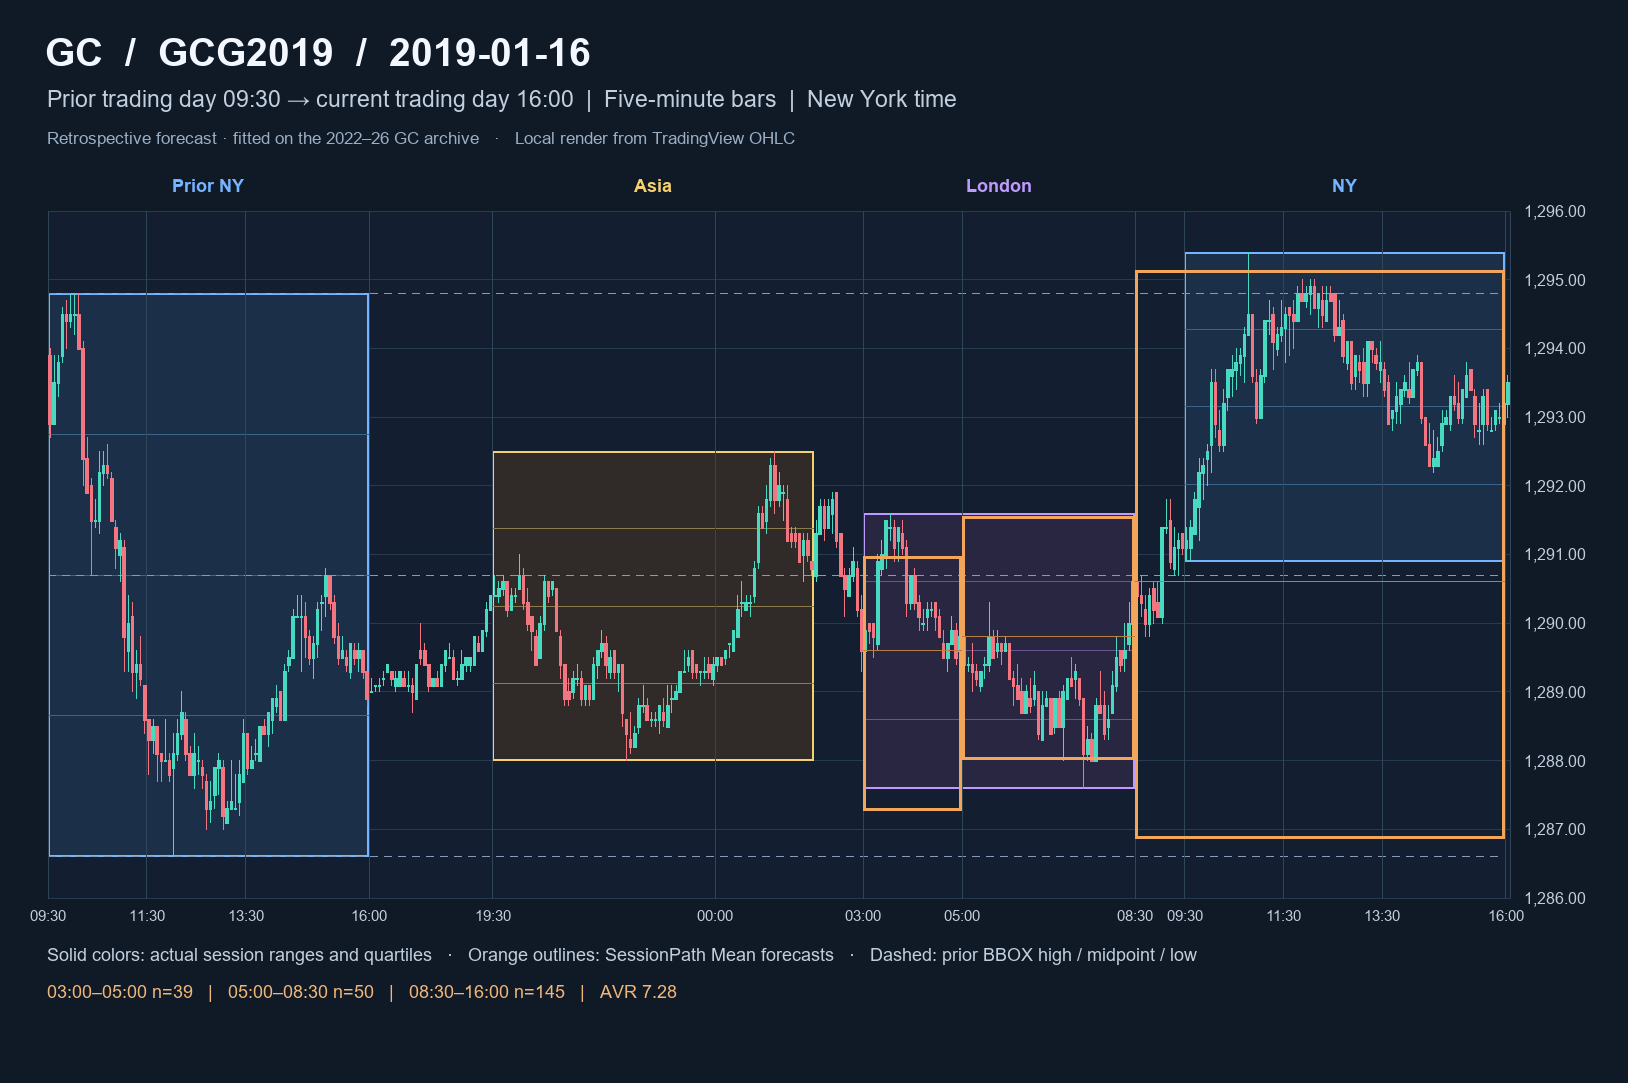 GC / GCG2019 / 2019-01-16
Prior trading day 09:30 → current trading day 16:00 | Five-minute bars | New York time
Retrospective forecast · fitted on the 2022–26 GC archive · Local render from TradingView OHLC
Prior NY Asia London NY
1,296.00
1,295.00
1,294.00
1,293.00
1,292.00
1,291.00
1,290.00
1,289.00
1,288.00
1,287.00
1,286.00
09:30 11:30 13:30 16:00 19:30 00:00 03:00 05:00 08:30 09:30 11:30 13:30 16:00
Solid colors: actual session ranges and quartiles · Orange outlines: SessionPath Mean forecasts · Dashed: prior BBOX high / midpoint / low
03:00–05:00 n=39 | 05:00–08:30 n=50 | 08:30–16:00 n=145 | AVR 7.28